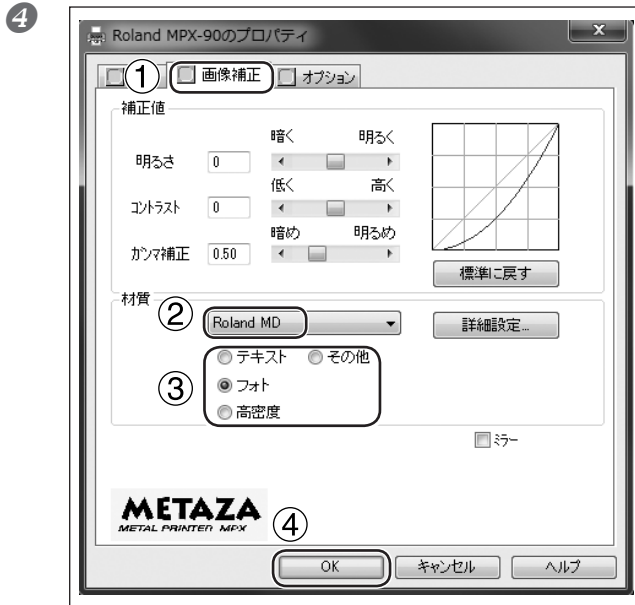 4
Roland MPX-90のプロパティ
① 画像補正 オプション
補正値
暗く 明るく
明るさ 0
低く 高く
コントラスト 0
暗め 明るめ
ガンマ補正 0.50
標準に戻す
材質
② Roland MD 詳細設定...
③ テキスト その他
フォト
高密度
ミラー
METAZA
METAL PRINTER MPX
④
OK キャンセル ヘルプ